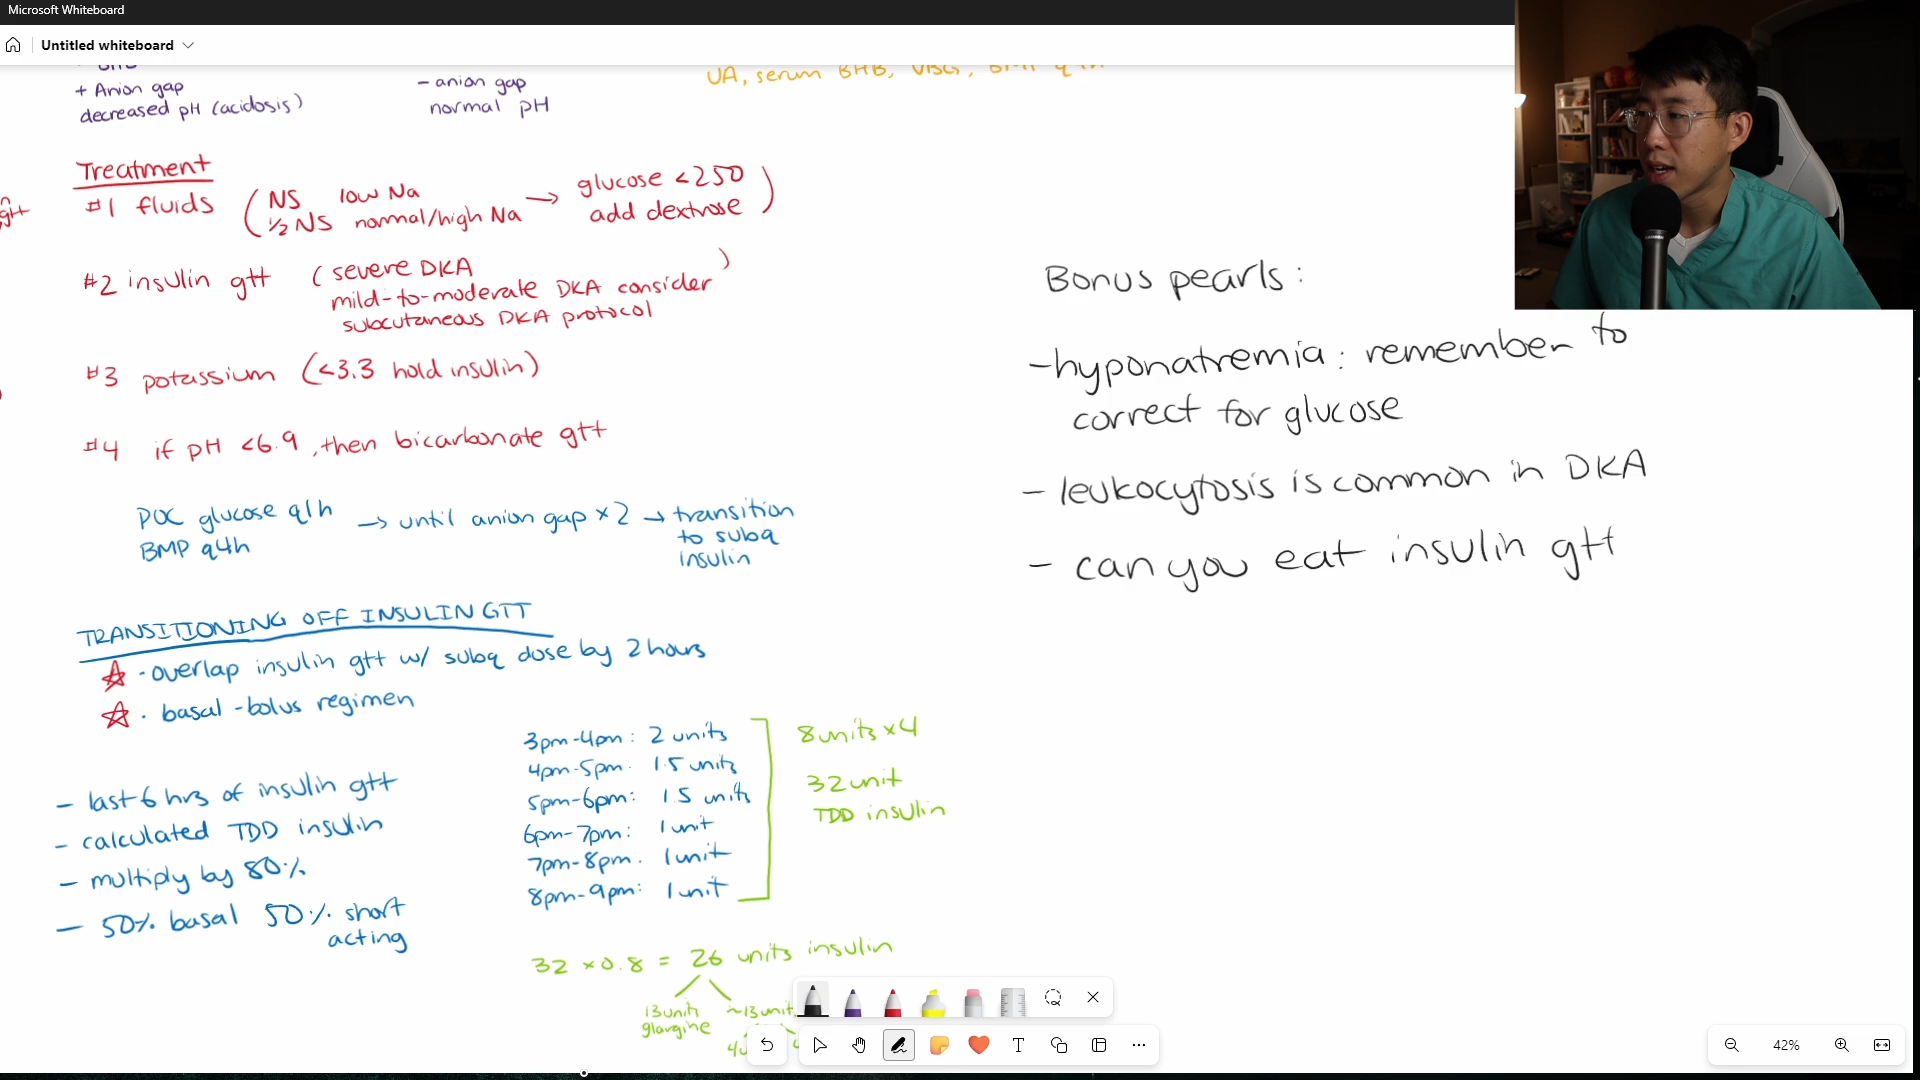 Microsoft Whiteboard
Untitled whiteboard
+ Anion gap
decreased pH (acidosis)
- anion gap
normal pH
UA, serum BHB, VBG,
Treatment
#1 fluids
(NS low Na
½ NS normal/high Na
→ glucose <250
add dextrose )
gtt
#2 insulin gtt
( severe DKA )
mild-to-moderate DKA consider
subcutaneous DKA protocol
#3 potassium (<3.3 hold insulin)
#4 if pH <6.9, then bicarbonate gtt
POC glucose q1h
BMP q4h
→ until anion gap x2 → transition
to subq
insulin
TRANSITIONING OFF INSULIN GTT
· overlap insulin gtt w/ subq dose by 2 hours
· basal-bolus regimen
- last 6 hrs of insulin gtt
- calculated TDD insulin
- multiply by 80%
- 50% basal 50% short
acting
3pm-4pm: 2 units
4pm-5pm: 1.5 units
5pm-6pm: 1.5 units
6pm-7pm: 1 unit
7pm-8pm: 1 unit
8pm-9pm: 1 unit
8 units x 4
32 unit
TDD insulin
32 x 0.8 = 26 units insulin
13 units
glargine
~13 unit
4u
Bonus pearls:
- hyponatremia: remember to
correct for glucose
- leukocytosis is common in DKA
- can you eat insulin gtt
42%